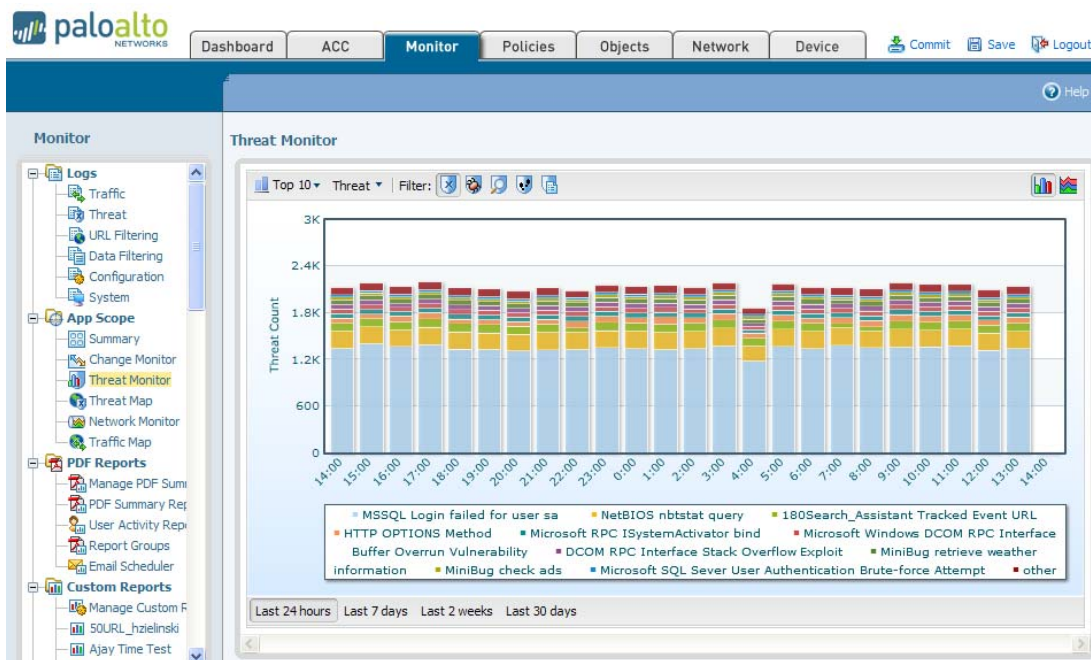 paloalto
NETWORKS
Dashboard ACC Monitor Policies Objects Network Device Commit Save Logout
Help
Monitor
Logs
Traffic
Threat
URL Filtering
Data Filtering
Configuration
System
App Scope
Summary
Change Monitor
Threat Monitor
Threat Map
Network Monitor
Traffic Map
PDF Reports
Manage PDF Sum
PDF Summary Rep
User Activity Repo
Report Groups
Email Scheduler
Custom Reports
Manage Custom R
50URL_hzielinski
Ajay Time Test
Threat Monitor
Top 10 Threat Filter:
3K
2.4K
1.8K
1.2K
600
0
Threat Count
14:00 15:00 16:00 17:00 18:00 19:00 20:00 21:00 22:00 23:00 0:00 1:00 2:00 3:00 4:00 5:00 6:00 7:00 8:00 9:00 10:00 11:00 12:00 13:00 14:00
MSSQL Login failed for user sa NetBIOS nbtstat query 180Search_Assistant Tracked Event URL
HTTP OPTIONS Method Microsoft RPC ISystemActivator bind Microsoft Windows DCOM RPC Interface
Buffer Overrun Vulnerability DCOM RPC Interface Stack Overflow Exploit MiniBug retrieve weather
information MiniBug check ads Microsoft SQL Sever User Authentication Brute-force Attempt other
Last 24 hours Last 7 days Last 2 weeks Last 30 days